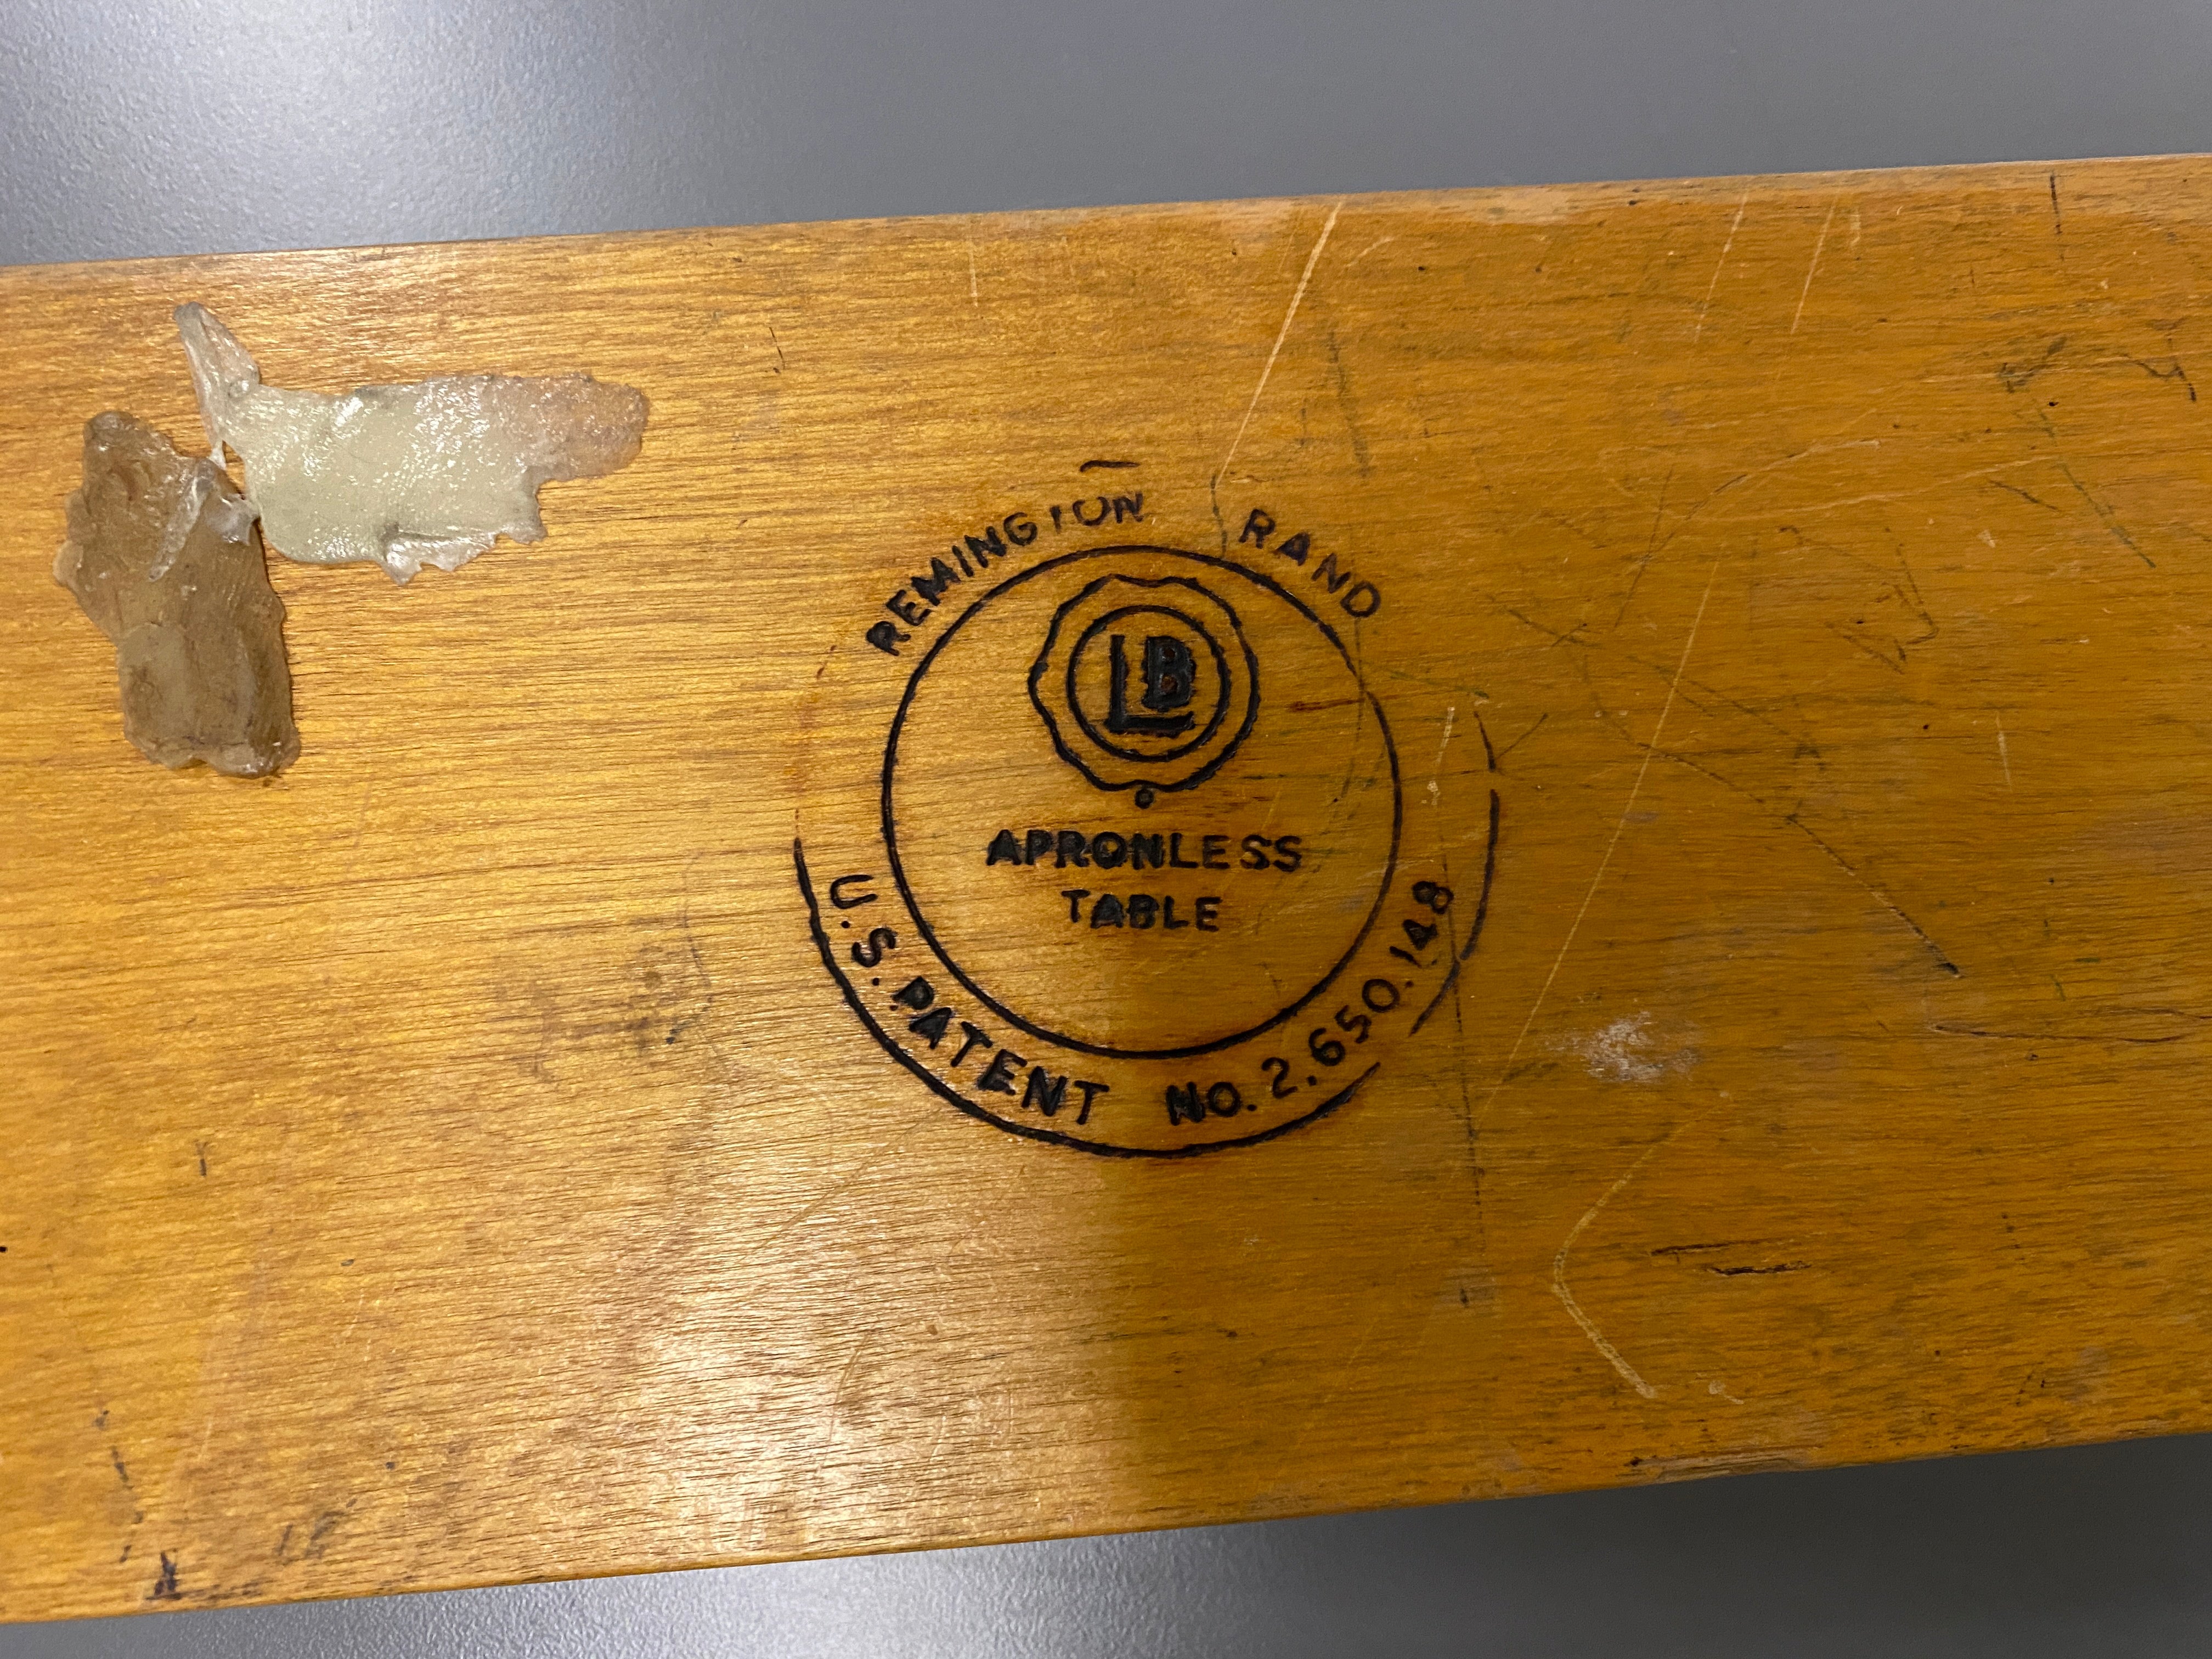 REMINGTON RAND
LB
APRONLESS
TABLE
U.S. PATENT NO. 2,650,148